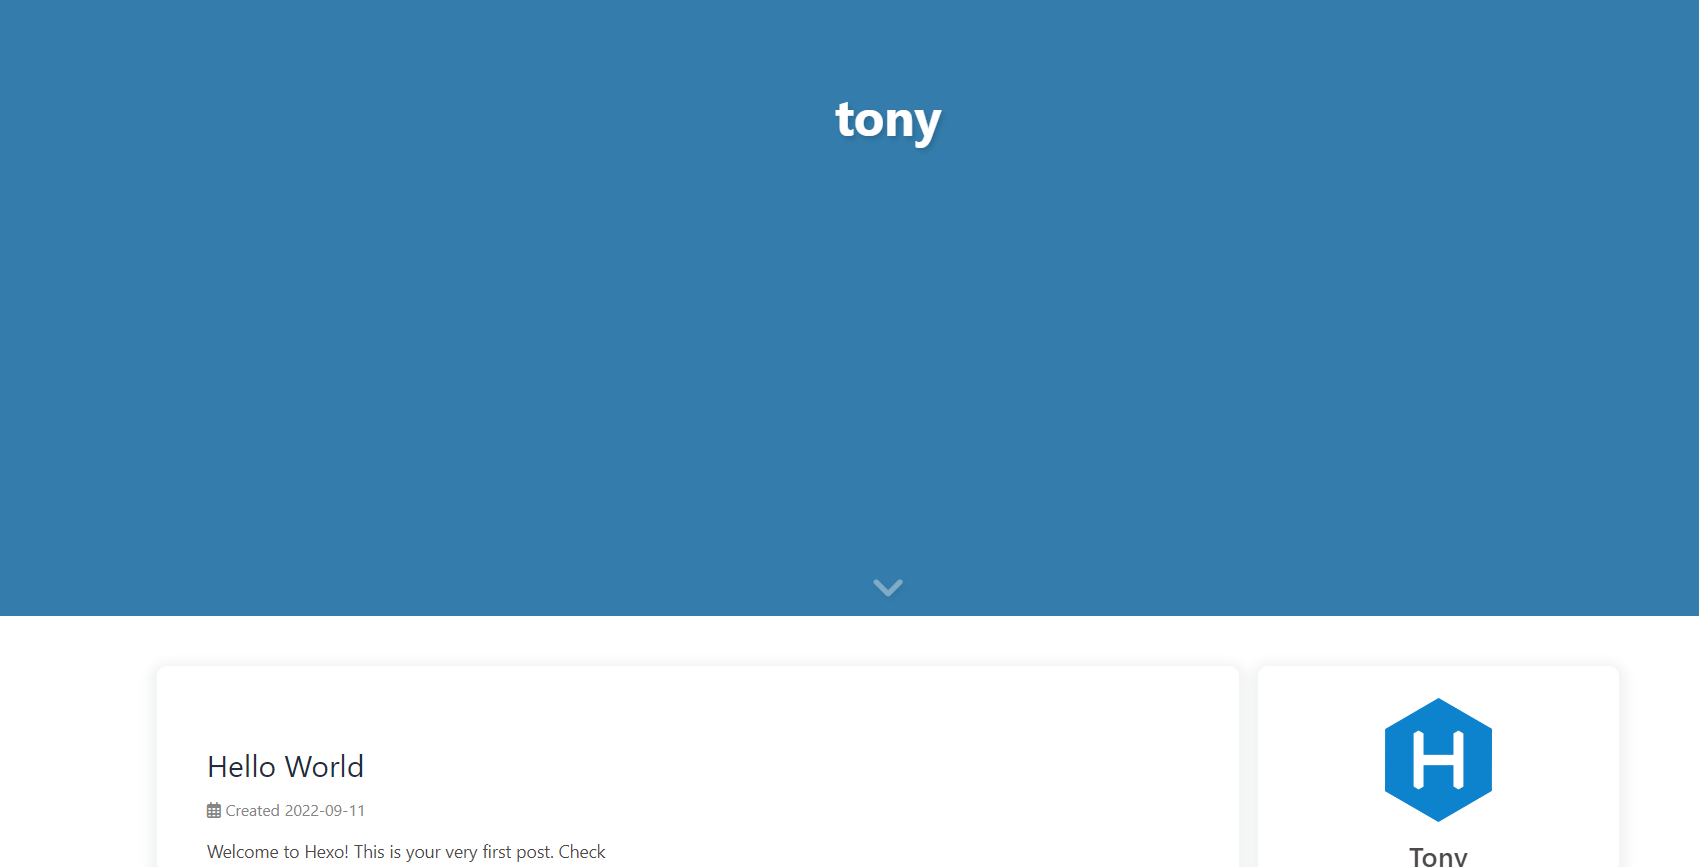 tony
Hello World
Created 2022-09-11
Welcome to Hexo! This is your very first post. Check
H
Tony